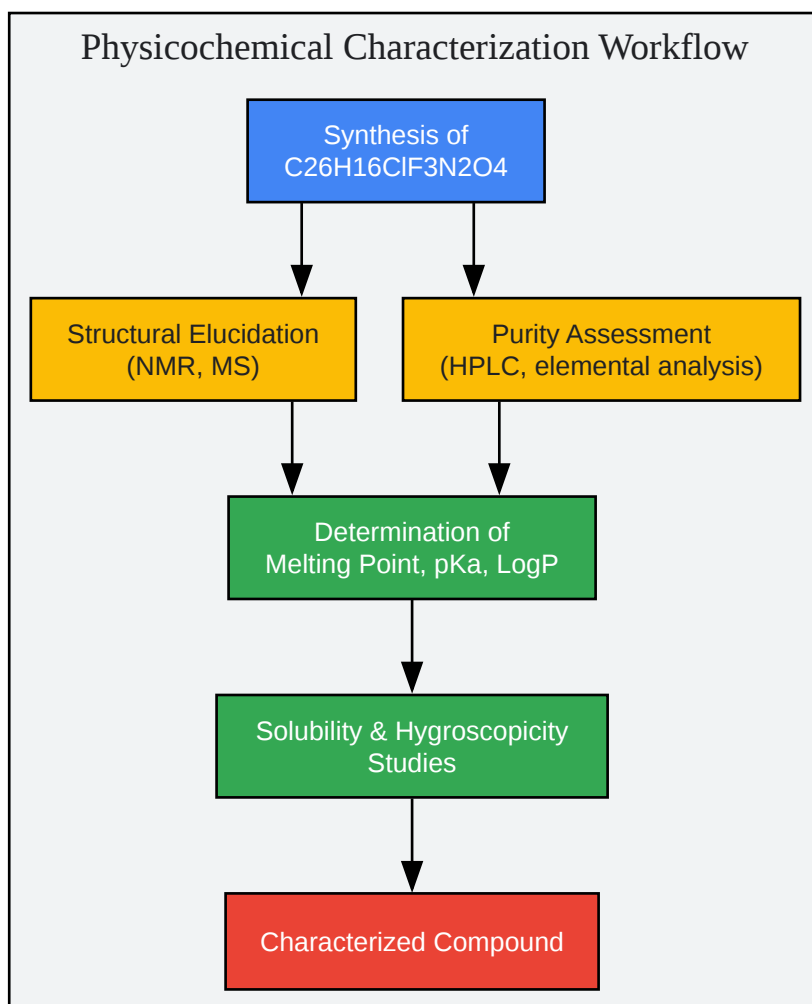 Physicochemical Characterization Workflow
Synthesis of
C26H16ClF3N2O4
Structural Elucidation
(NMR, MS)
Purity Assessment
(HPLC, elemental analysis)
Determination of
Melting Point, pKa, LogP
Solubility & Hygroscopicity
Studies
Characterized Compound